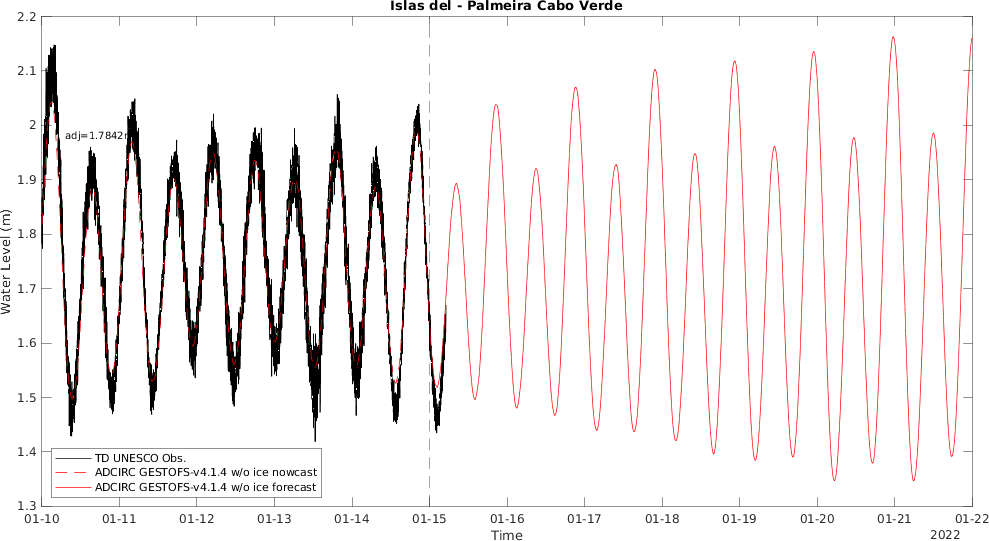 Islas del - Palmeira Cabo Verde
2.2
2.1
2
1.9
1.8
1.7
1.6
1.5
1.4
1.3
Water Level (m)
adj=1.7842
TD UNESCO Obs.
ADCIRC GESTOFS-v4.1.4 w/o ice nowcast
ADCIRC GESTOFS-v4.1.4 w/o ice forecast
01-10 01-11 01-12 01-13 01-14 01-15 01-16 01-17 01-18 01-19 01-20 01-21 01-22
Time
2022